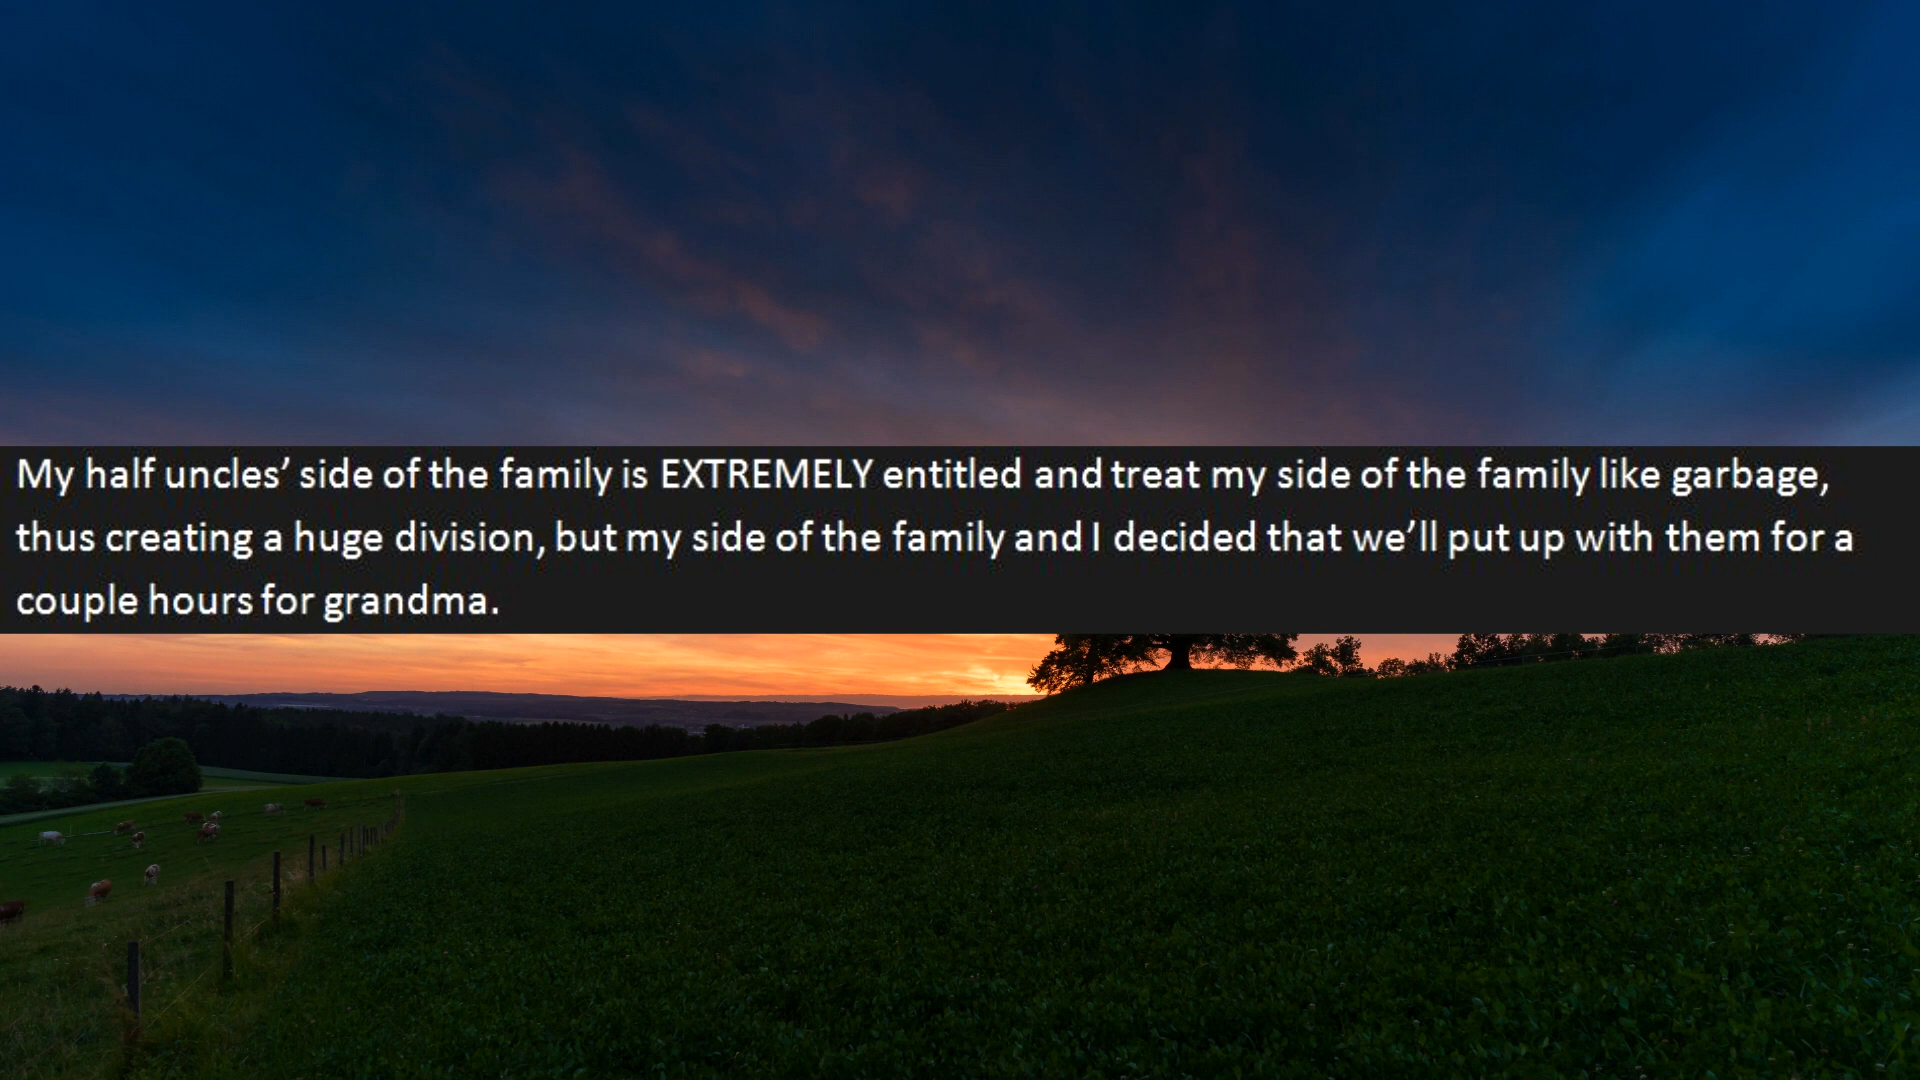 My half uncles’ side of the family is EXTREMELY entitled and treat my side of the family like garbage,
thus creating a huge division, but my side of the family and I decided that we’ll put up with them for a
couple hours for grandma.